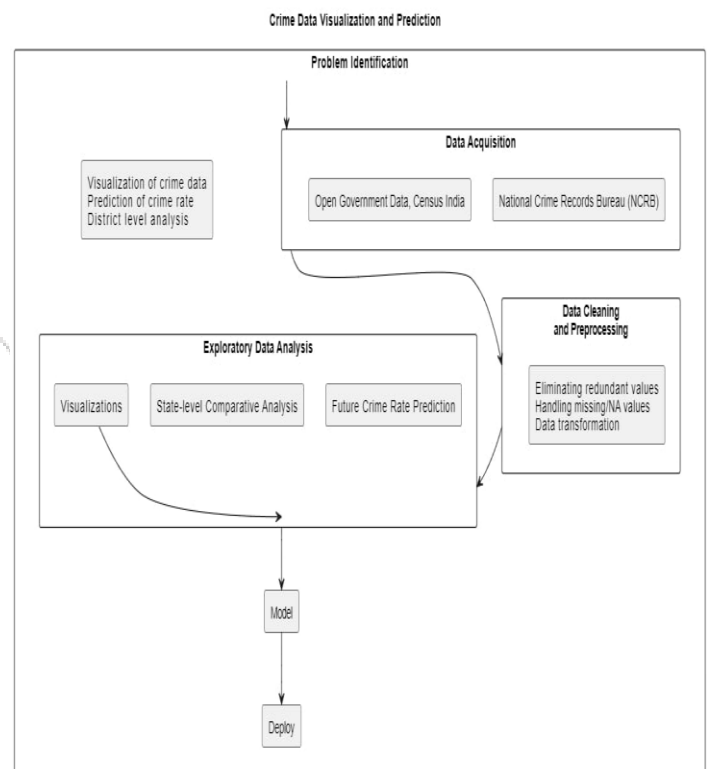 Crime Data Visualization and Prediction
Problem Identification
Data Acquisition
Visualization of crime data
Prediction of crime rate
District level analysis
Open Government Data, Census India
National Crime Records Bureau (NCRB)
Data Cleaning
and Preprocessing
Eliminating redundant values
Handling missing/NA values
Data transformation
Exploratory Data Analysis
Visualizations
State-level Comparative Analysis
Future Crime Rate Prediction
Model
Deploy